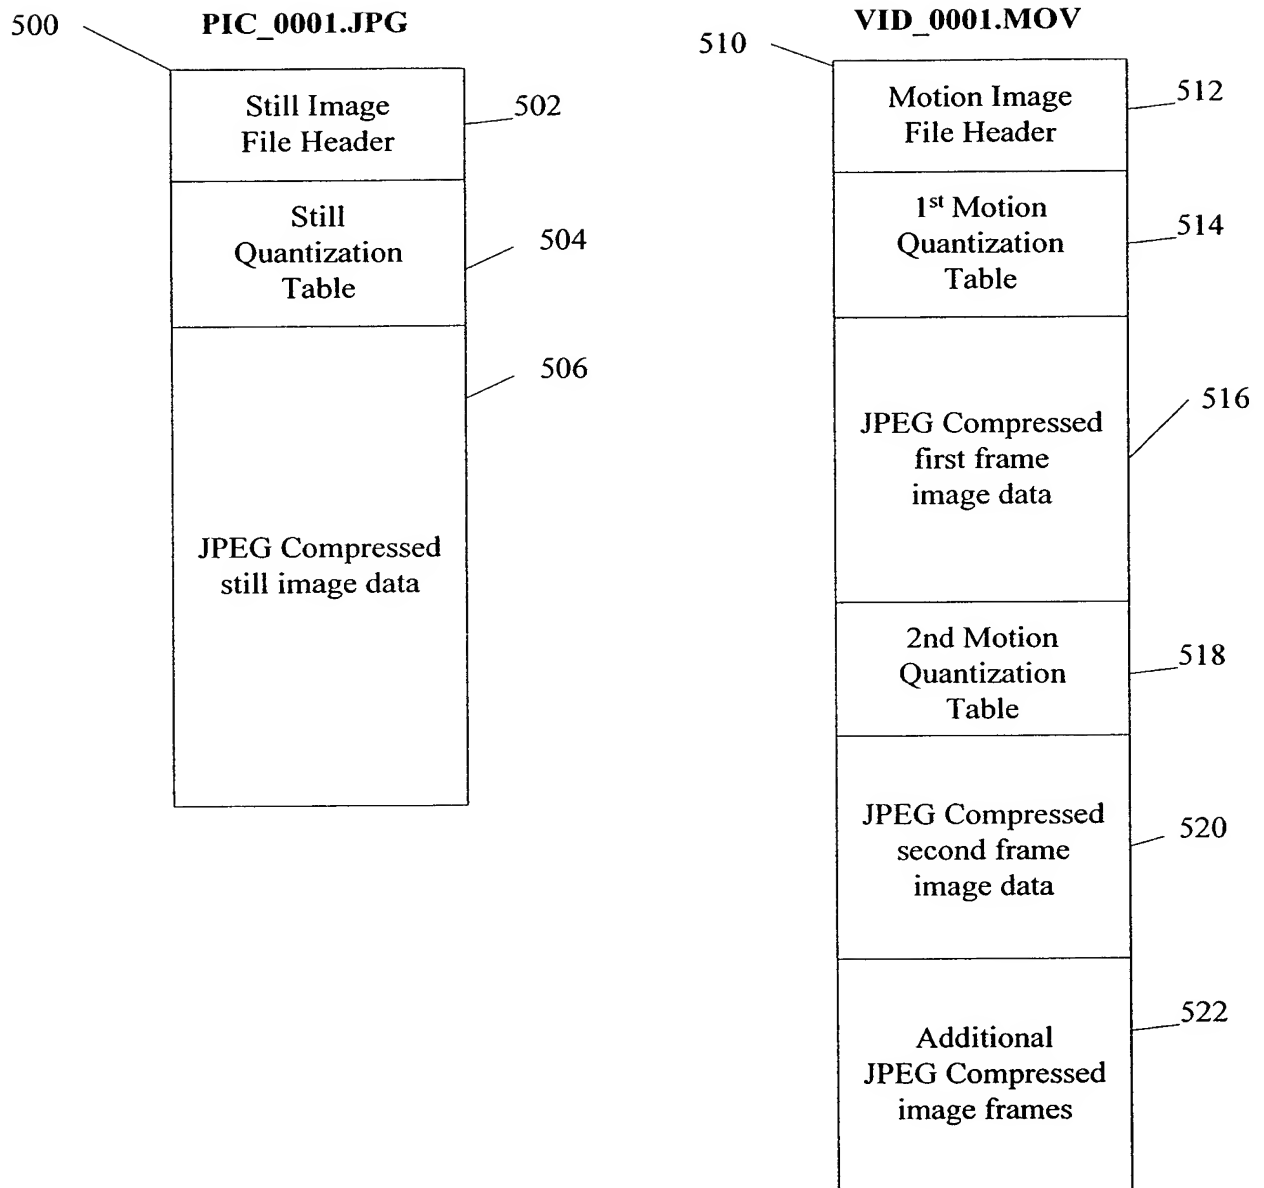 500
PIC_0001.JPG
Still Image
File Header
502
Still
Quantization
Table
504
506
JPEG Compressed
still image data
VID_0001.MOV
510
Motion Image
File Header
512
1st Motion
Quantization
Table
514
JPEG Compressed
first frame
image data
516
2nd Motion
Quantization
Table
518
JPEG Compressed
second frame
image data
520
Additional
JPEG Compressed
image frames
522